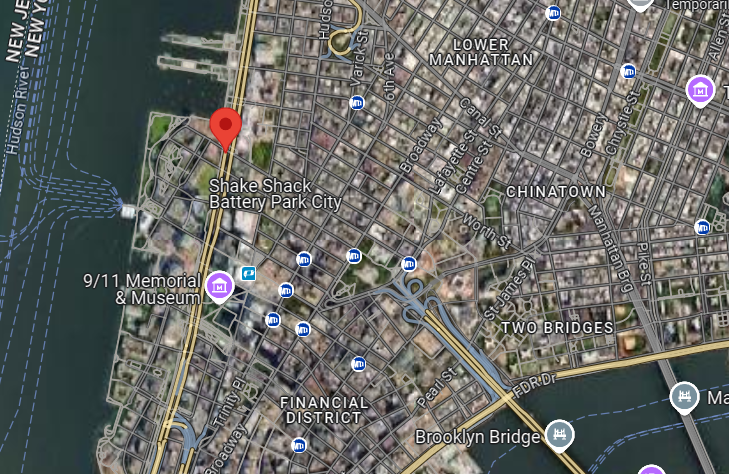 NEW JE
NEW YO
Hudson River
Hudson
Varick St
6th Ave
LOWER
MANHATTAN
Temporari
Allen St
Canal St
Broadway
Lafayette St
Centre St
Bowery
Chrystie St
Shake Shack
Battery Park City
CHINATOWN
Worth St
Manhattan Brg
Pike St
9/11 Memorial
& Museum
St James Pl
TWO BRIDGES
Trinity Pl
Broadway
FINANCIAL
DISTRICT
Pearl St
FDR Dr
Brooklyn Bridge
Ma